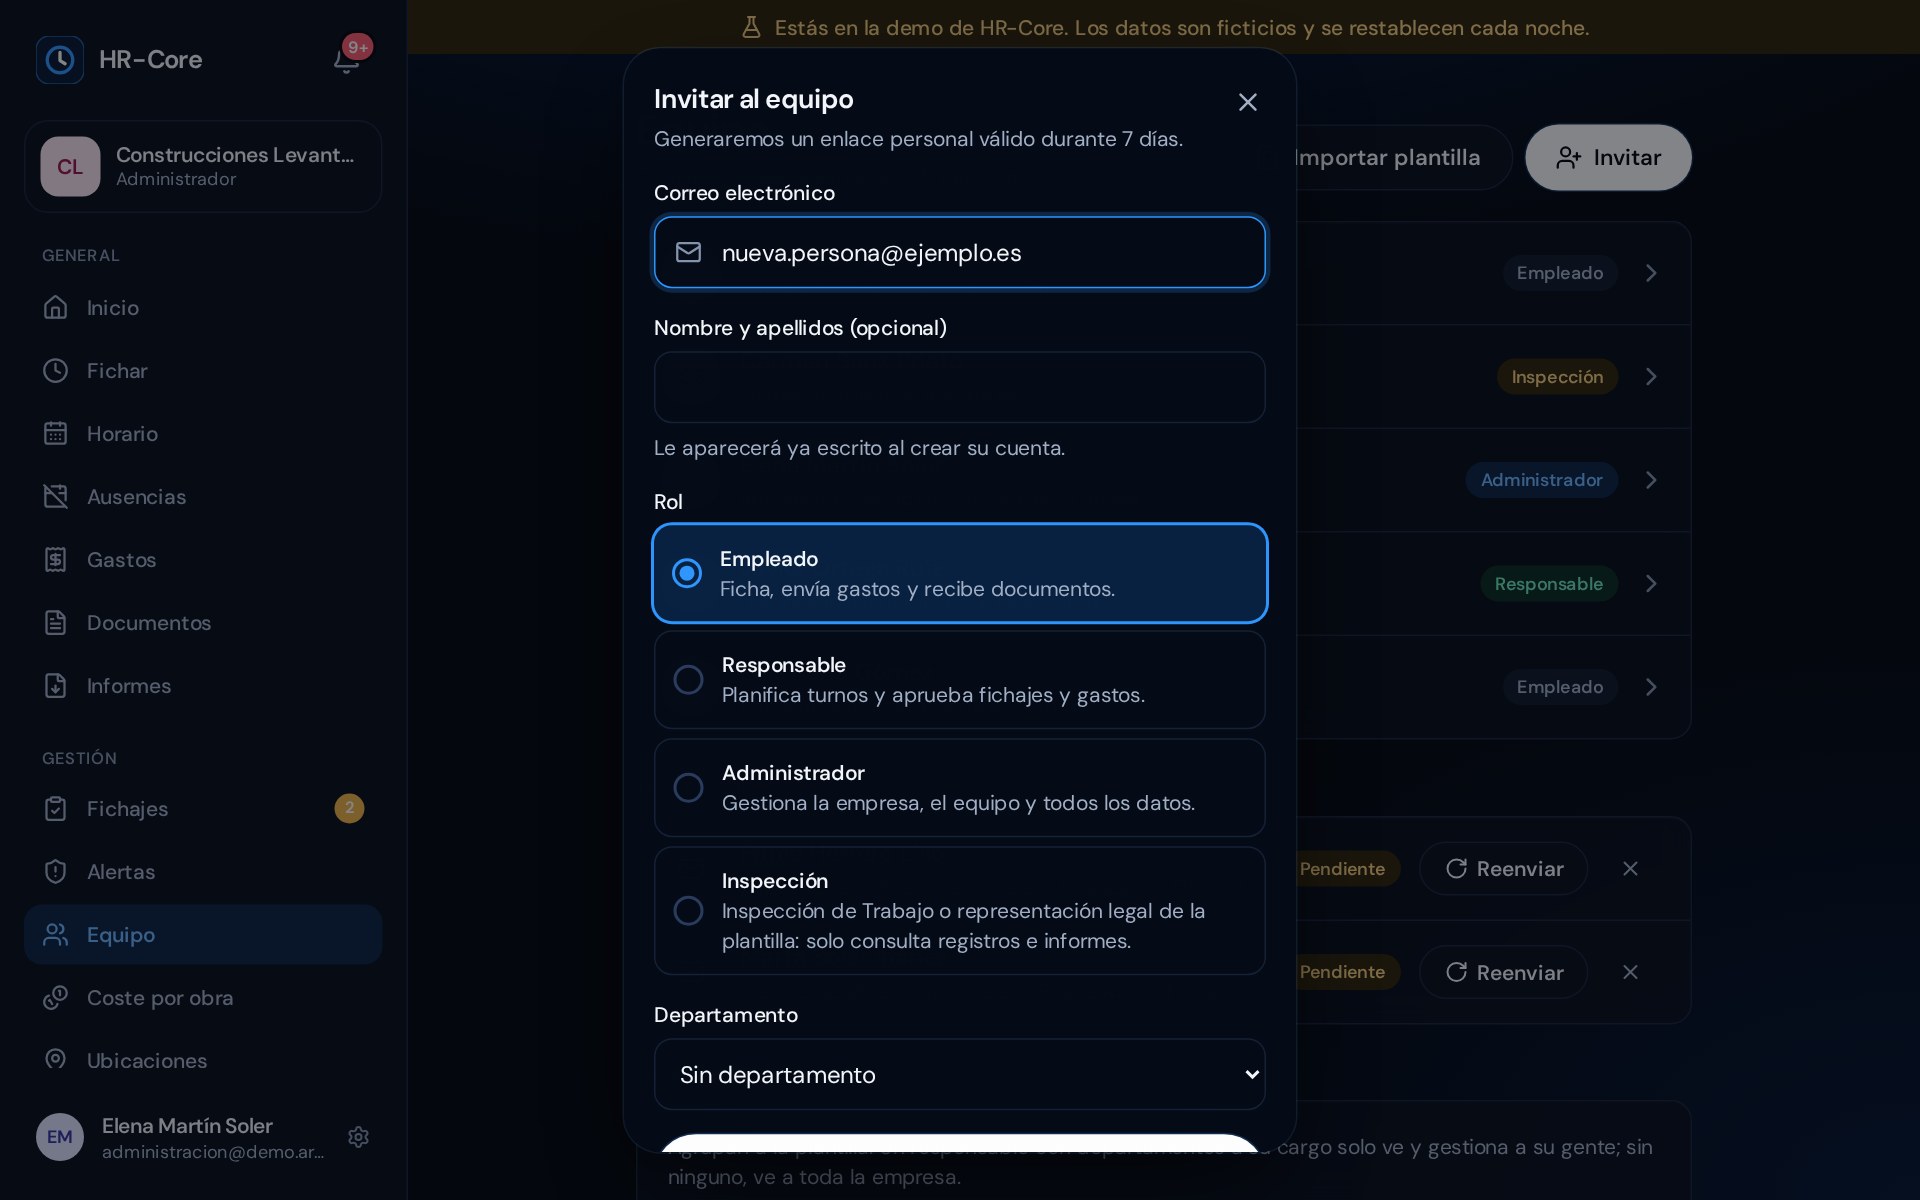 HR-Core
9+
Construcciones Levant...
CL
Administrador
GENERAL
Inicio
Fichar
Horario
Ausencias
Gastos
Documentos
Informes
GESTIÓN
Fichajes
2
Alertas
Equipo
Coste por obra
Ubicaciones
EM
Elena Martín Soler
administracion@demo.ar...
Estás en la demo de HR-Core. Los datos son ficticios y se restablecen cada noche.
Importar plantilla
Invitar
Invitar al equipo
Generaremos un enlace personal válido durante 7 días.
Correo electrónico
nueva.persona@ejemplo.es
Nombre y apellidos (opcional)
Le aparecerá ya escrito al crear su cuenta.
Rol
Empleado
Ficha, envía gastos y recibe documentos.
Responsable
Planifica turnos y aprueba fichajes y gastos.
Administrador
Gestiona la empresa, el equipo y todos los datos.
Inspección
Inspección de Trabajo o representación legal de la
plantilla: solo consulta registros e informes.
Departamento
Sin departamento
Empleado
Inspección
Administrador
Responsable
Empleado
Pendiente
Reenviar
Pendiente
Reenviar
cargo solo ve y gestiona a su gente; sin
ninguno, ve a toda la empresa.